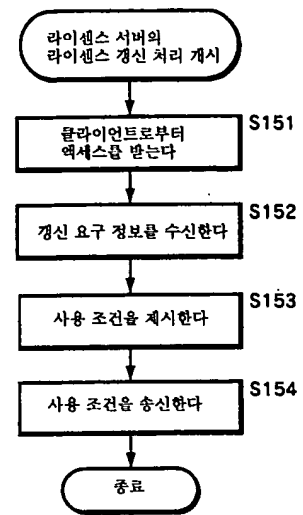 라이센스 서버의
라이센스 갱신 처리 개시
S151
클라이언트로부터
액세스를 받는다
S152
갱신 요구 정보를 수신한다
S153
사용 조건을 제시한다
S154
사용 조건을 송신한다
종료